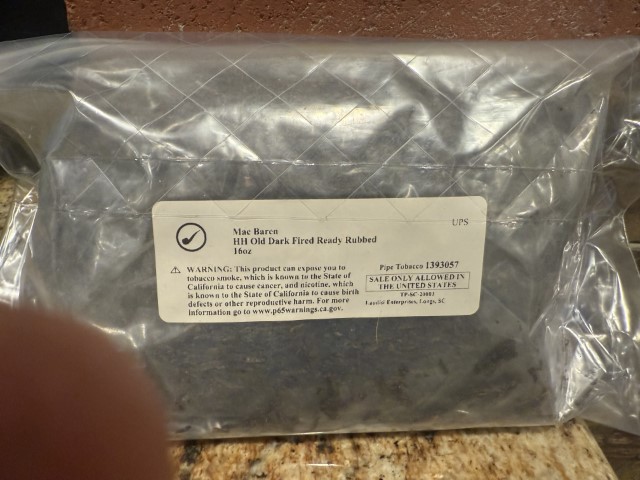 UPS
Mac Baren
HH Old Dark Fired Ready Rubbed
16oz
Pipe Tobacco 1393057
⚠ WARNING: This product can expose you to
tobacco smoke, which is known to the State of
California to cause cancer, and nicotine, which
is known to the State of California to cause birth
defects or other reproductive harm. For more
information go to www.p65warnings.ca.gov.
SALE ONLY ALLOWED IN
THE UNITED STATES
Enterprises, Longs, SC